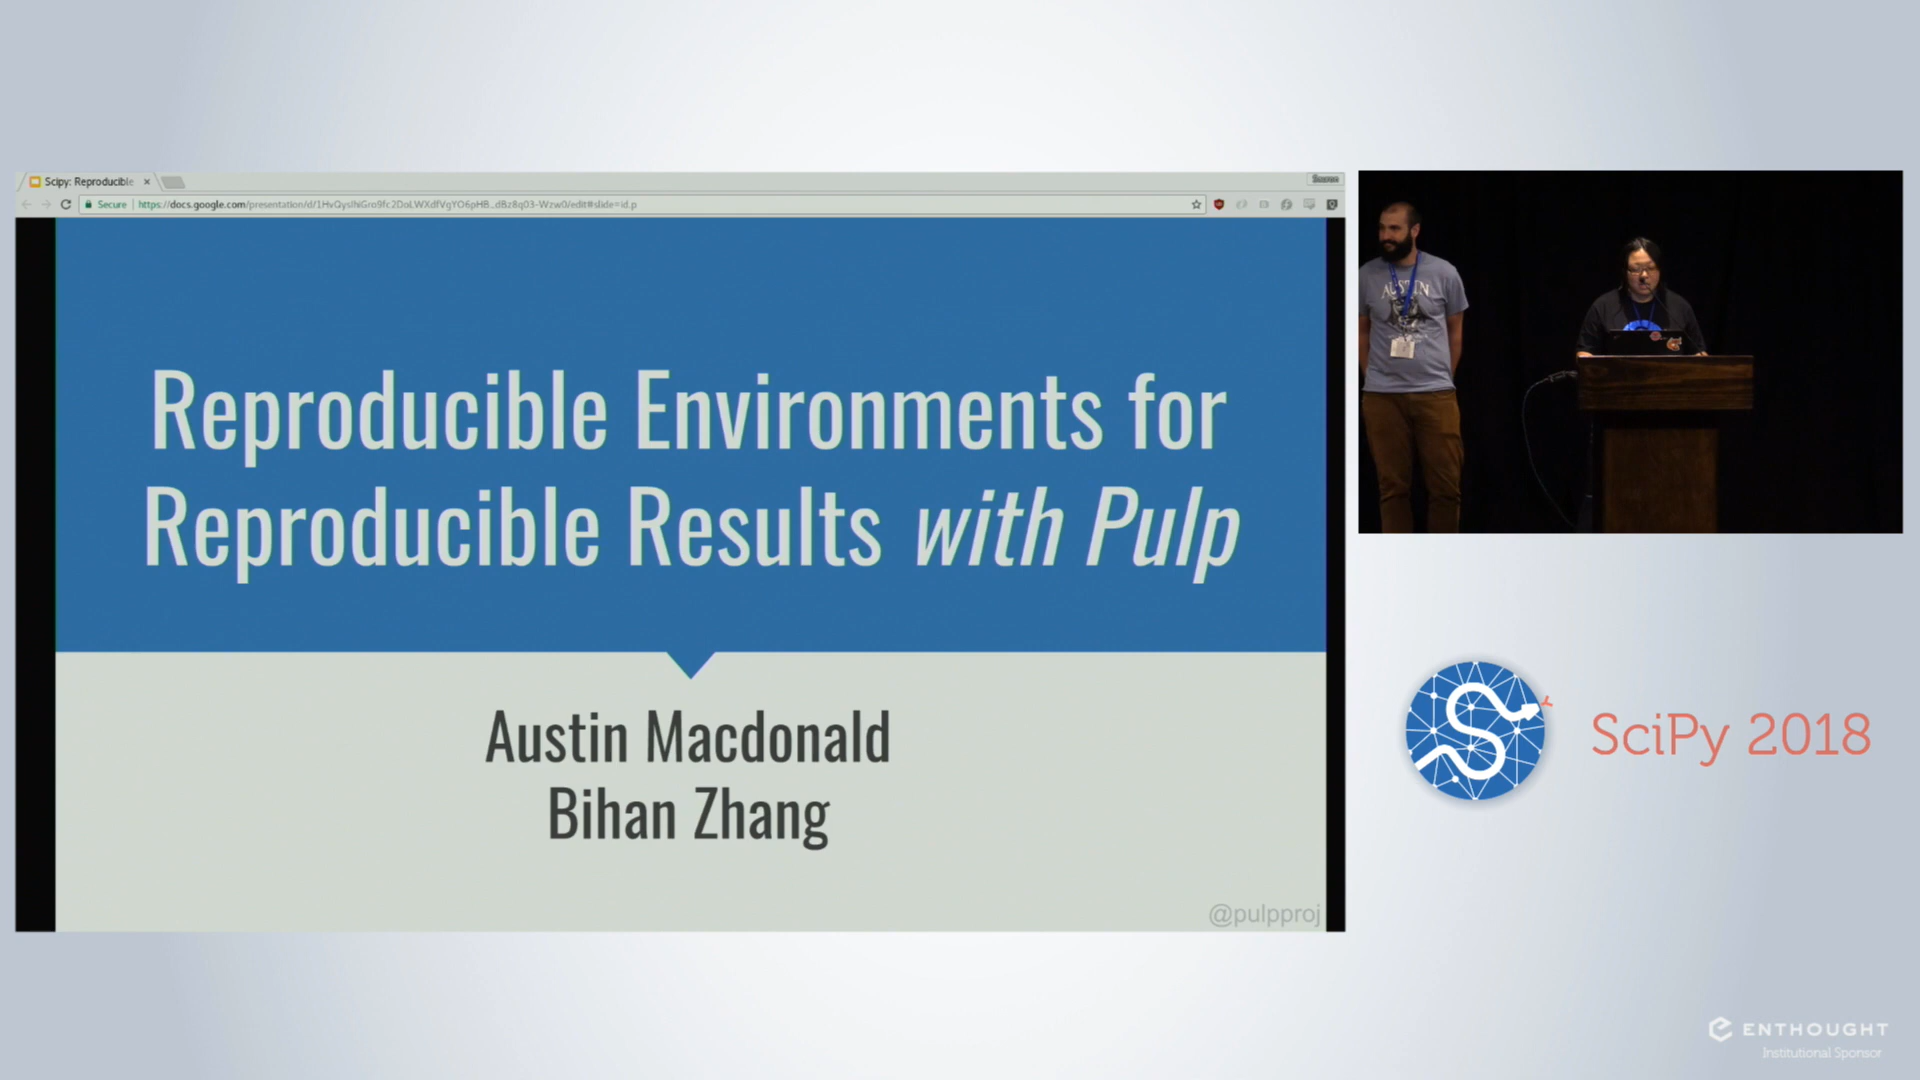 Scipy: Reproducible
Secure
Reproducible Environments for
Reproducible Results with Pulp
Austin Macdonald
Bihan Zhang
@pulpproj
AUSTIN
SciPy 2018
ENTHOUGHT
Institutional Sponsor